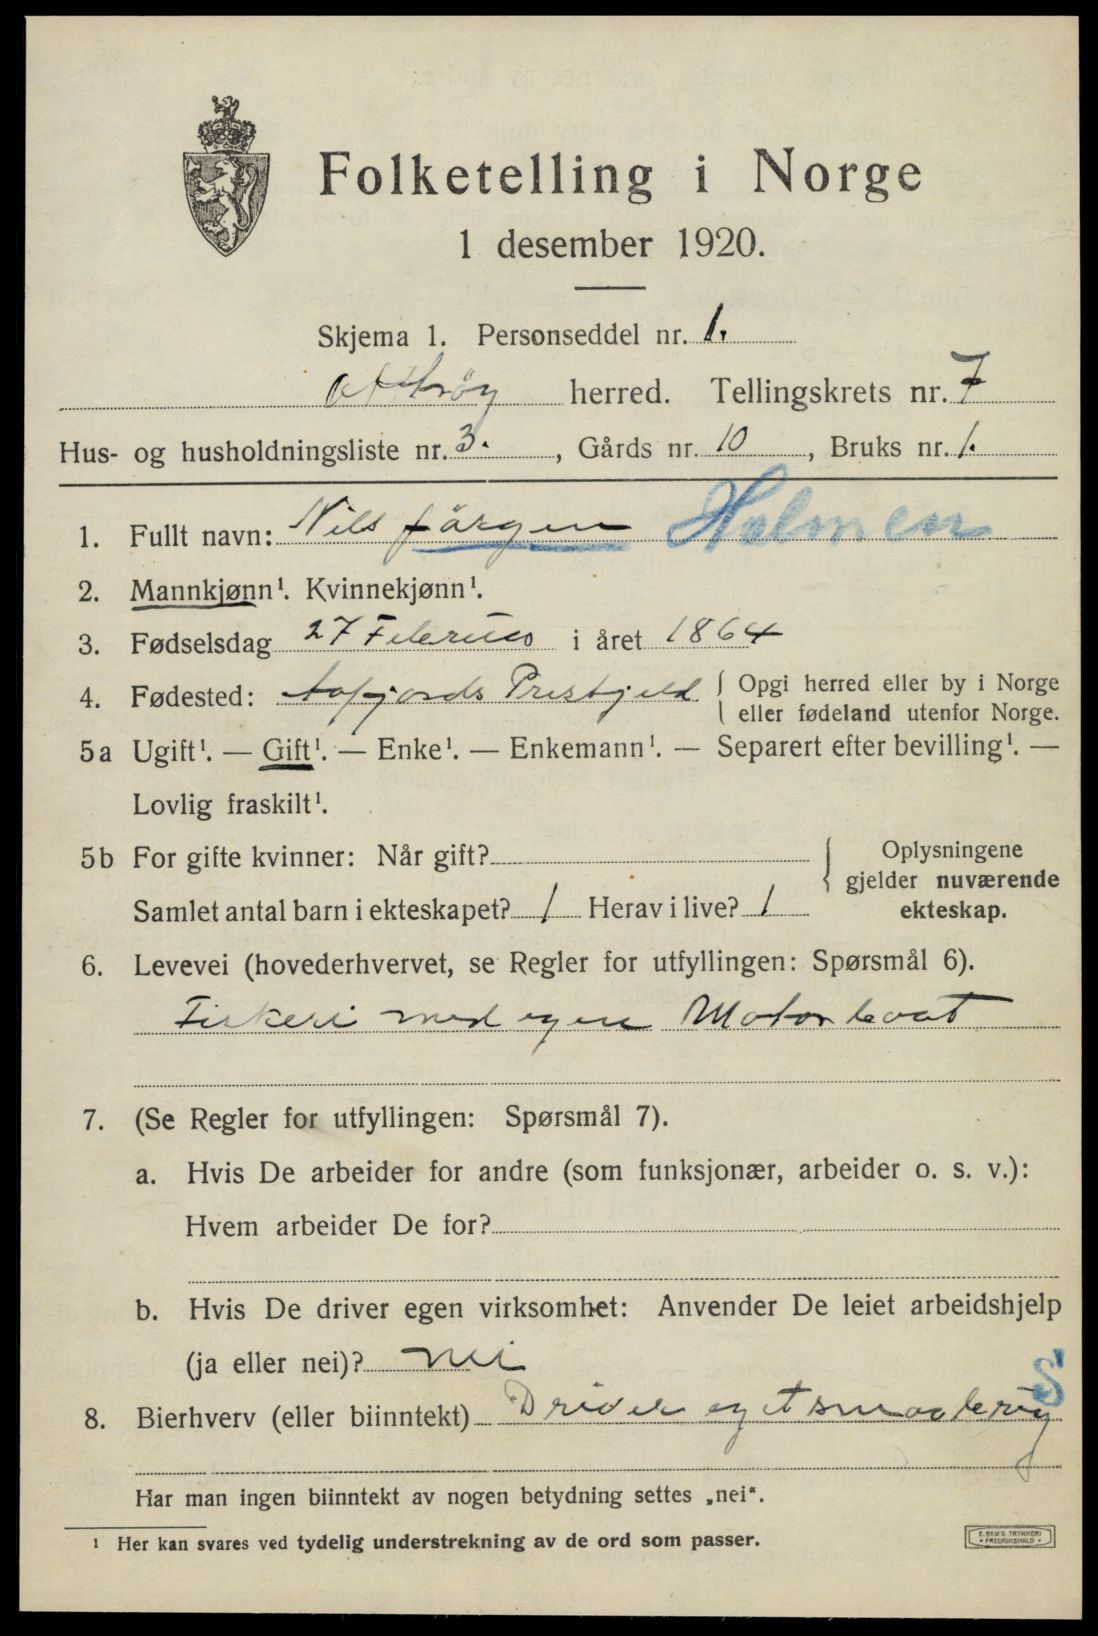 Folketelling i Norge
1 desember 1920.
Skjema 1. Personseddel nr. 1.
herred. Tellingskrets nr. 7
Hus- og husholdningsliste nr. 3. , Gårds nr. 10 , Bruks nr. 1.
1. Fullt navn: Nils Jørgen Holmen
2. Mannkjønn¹. Kvinnekjønn¹.
3. Fødselsdag 27 Februar i året 1864
4. Fødested: Aafjords Prestgjeld { Opgi herred eller by i Norge
eller fødeland utenfor Norge.
5a Ugift¹. — Gift¹. — Enke¹. — Enkemann¹. — Separert efter bevilling¹. —
Lovlig fraskilt¹.
5b For gifte kvinner: Når gift? { Oplysningene
gjelder nuværende
Samlet antal barn i ekteskapet? 1 Herav i live? 1 ekteskap.
6. Levevei (hovederhvervet, se Regler for utfyllingen: Spørsmål 6).
Fiskeri med egen Motorbaat
7. (Se Regler for utfyllingen: Spørsmål 7).
a. Hvis De arbeider for andre (som funksjonær, arbeider o. s. v.):
Hvem arbeider De for?
b. Hvis De driver egen virksomhet: Anvender De leiet arbeidshjelp
(ja eller nei)? nei
S
8. Bierhverv (eller biinntekt) Driver eget smaabrug
Har man ingen biinntekt av nogen betydning settes „nei“.
¹ Her kan svares ved tydelig understrekning av de ord som passer.
E. SEM'S TRYKKERI
* FREDRIKSHALD *